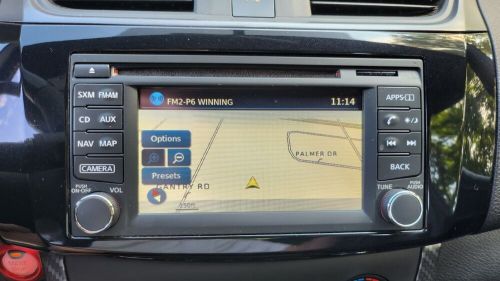 SXM FM·AM
CD AUX
NAV MAP
CAMERA
PUSH
ON·OFF
VOL
FM2-P6 WINNING 11:14
Options
Presets
PALMER DR
GANTRY RD
APPS
BACK
TUNE
PUSH
AUDIO